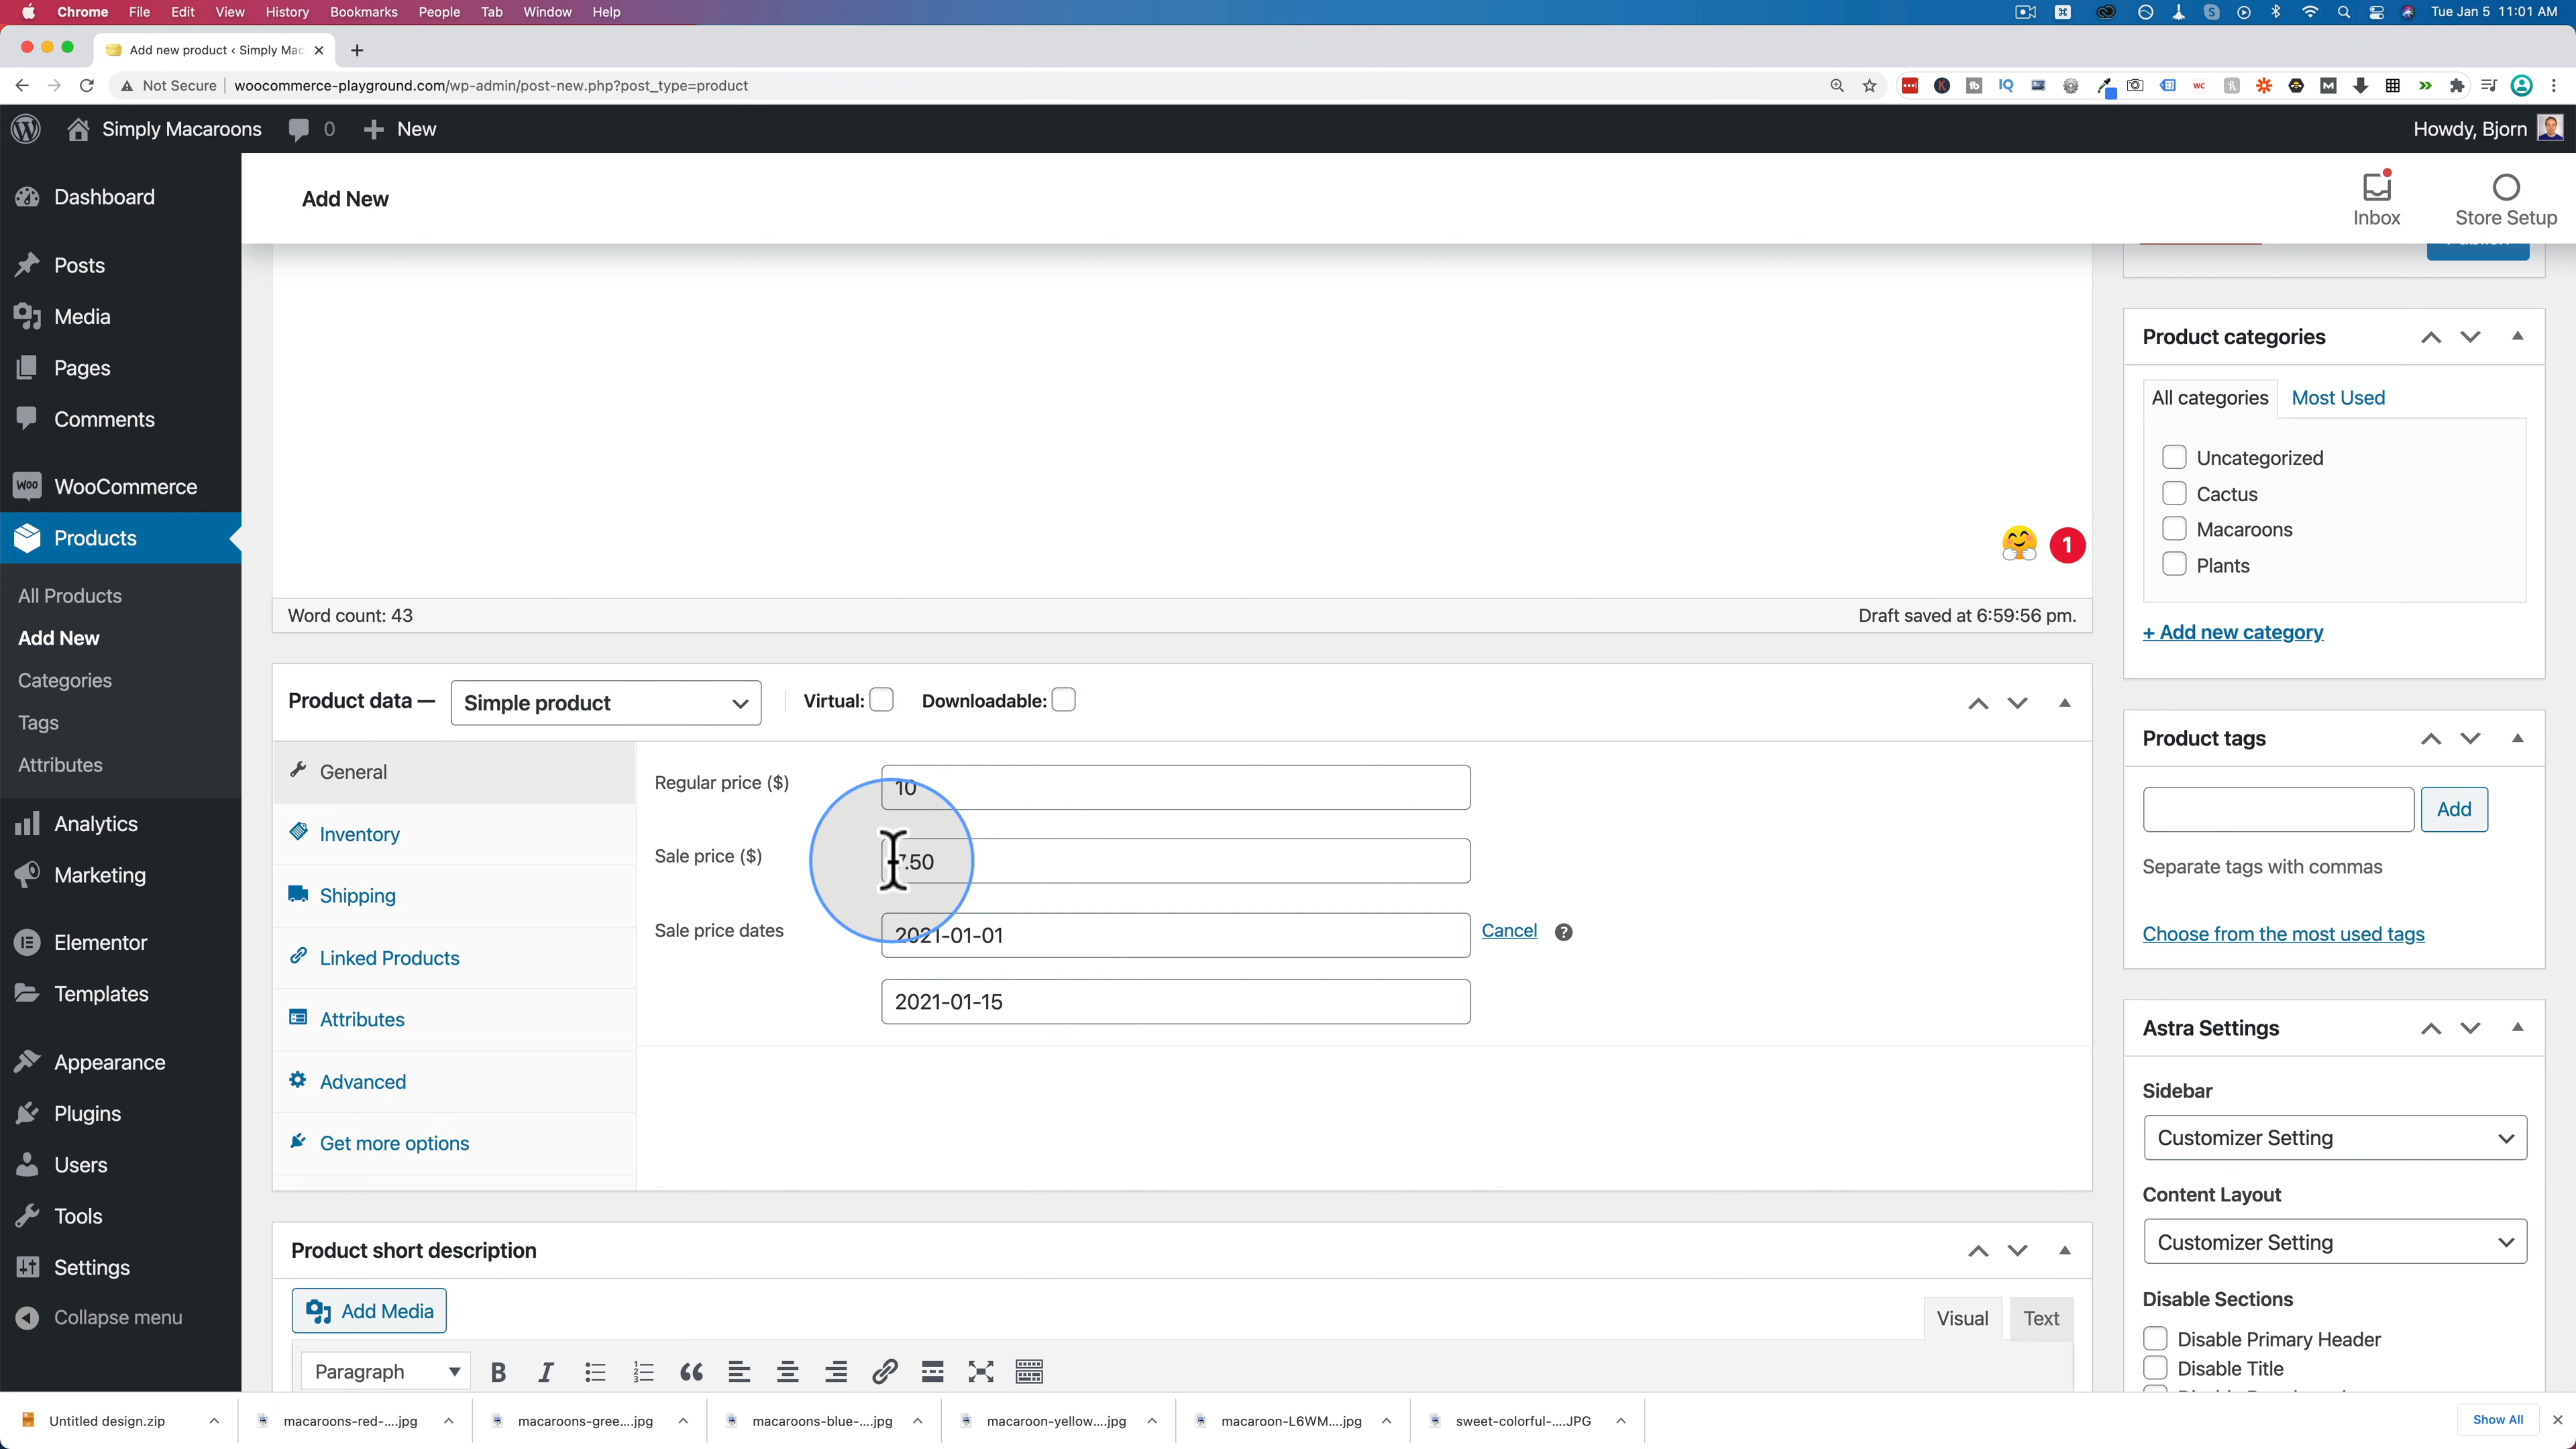 Chrome File Edit View History Bookmarks People Tab Window Help Tue Jan 5 11:01 AM
Add new product ‹ Simply Mac
Not Secure woocommerce-playground.com/wp-admin/post-new.php?post_type=product
Simply Macaroons 0 New Howdy, Bjorn
Add New
Inbox
Store Setup
Dashboard
Posts
Media
Pages
Comments
WooCommerce
Products
All Products
Add New
Categories
Tags
Attributes
Analytics
Marketing
Elementor
Templates
Appearance
Plugins
Users
Tools
Settings
Collapse menu
1
Word count: 43 Draft saved at 6:59:56 pm.
Product data — Simple product Virtual: Downloadable:
General
Inventory
Shipping
Linked Products
Attributes
Advanced
Get more options
Regular price ($) 10
Sale price ($) .50
Sale price dates 2021-01-01 Cancel ?
2021-01-15
Product short description
Add Media
Visual Text
Paragraph B I
Product categories
All categories Most Used
Uncategorized
Cactus
Macaroons
Plants
+ Add new category
Product tags
Add
Separate tags with commas
Choose from the most used tags
Astra Settings
Sidebar
Customizer Setting
Content Layout
Customizer Setting
Disable Sections
Disable Primary Header
Disable Title
Untitled design.zip macaroons-red-....jpg macaroons-gree....jpg macaroons-blue-....jpg macaroon-yellow....jpg macaroon-L6WM....jpg sweet-colorful-....JPG Show All